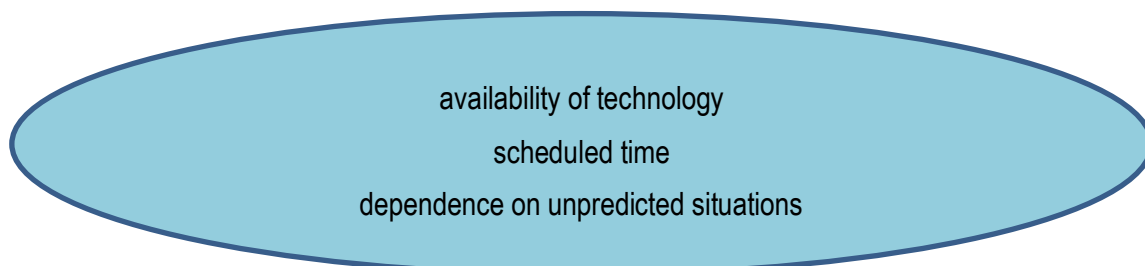 availability of technology
scheduled time
dependence on unpredicted situations